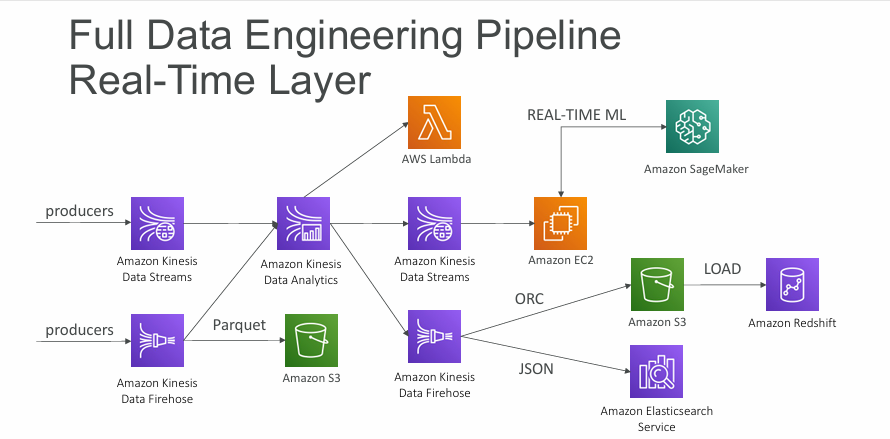 Full Data Engineering Pipeline
Real-Time Layer
AWS Lambda
REAL-TIME ML
Amazon SageMaker
producers
Amazon Kinesis
Data Streams
Amazon Kinesis
Data Analytics
Amazon Kinesis
Data Streams
Amazon EC2
producers
Amazon Kinesis
Data Firehose
Parquet
Amazon S3
Amazon Kinesis
Data Firehose
ORC
Amazon S3
LOAD
Amazon Redshift
JSON
Amazon Elasticsearch
Service